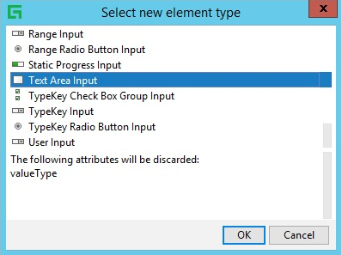 Select new element type
x
Range Input
Range Radio Button Input
Static Progress Input
Text Area Input
TypeKey Check Box Group Input
TypeKey Input
TypeKey Radio Button Input
User Input
The following attributes will be discarded:
valueType
OK Cancel